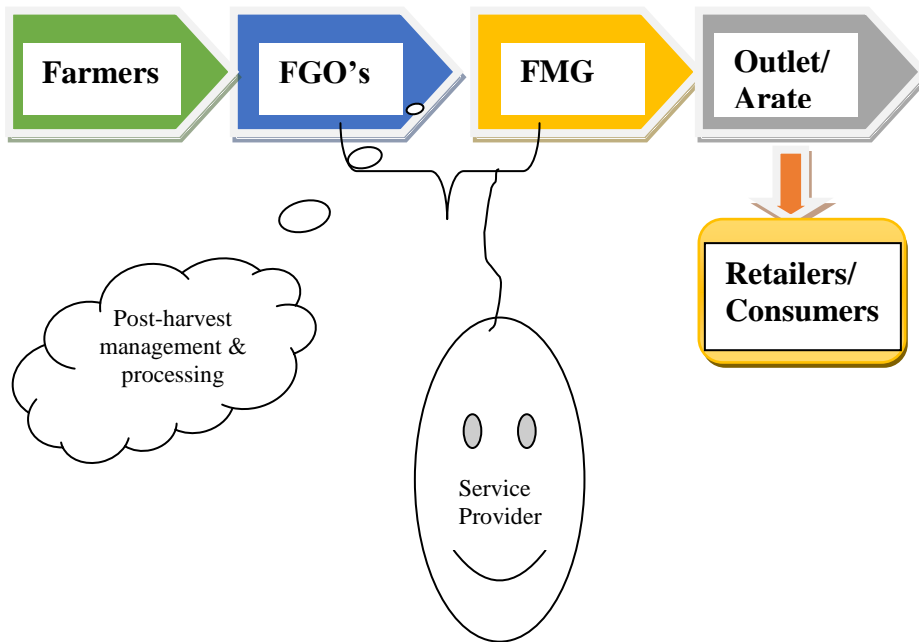 Farmers
FGO's
FMG
Outlet/
Arate
Retailers/
Consumers
Post-harvest
management &
processing
Service
Provider